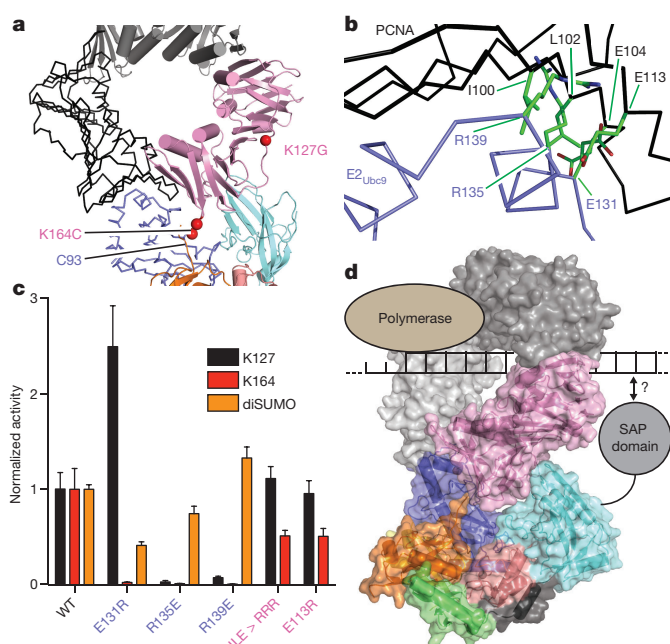 a
K127G
K164C
C93
b
PCNA
L102
E104
I100
E113
R139
E2Ubc9
R135
E131
c
3
2
1
0
Normalized activity
K127
K164
diSUMO
WT
E131R
R135E
R139E
ILE > RRR
E113R
d
Polymerase
?
SAP
domain